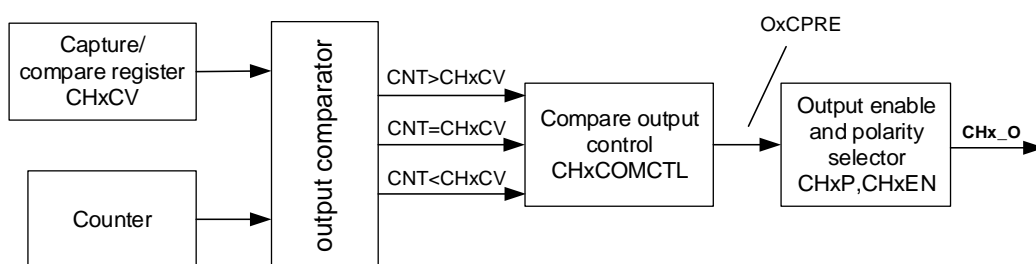 Capture/
compare register
CHxCV
Counter
output comparator
CNT>CHxCV
CNT=CHxCV
CNT<CHxCV
Compare output
control
CHxCOMCTL
OxCPRE
Output enable
and polarity
selector
CHxP,CHxEN
CHx_O